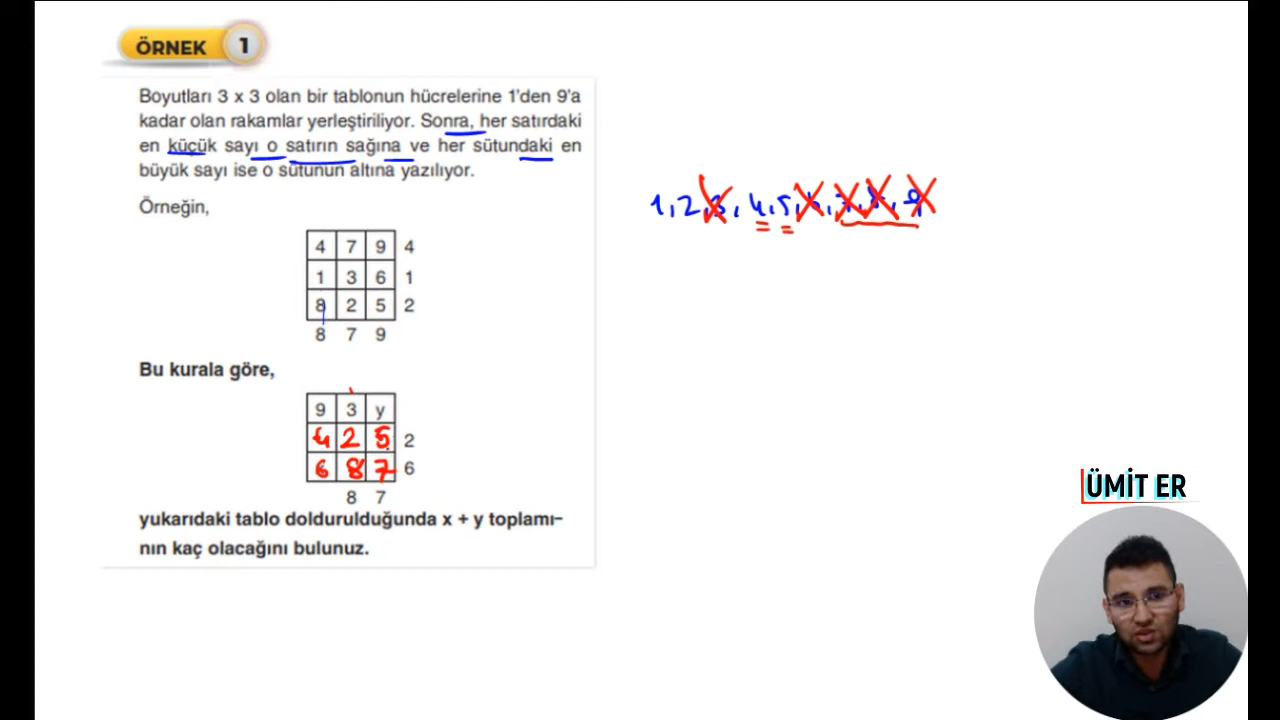 ÖRNEK 1
Boyutları 3 x 3 olan bir tablonun hücrelerine 1'den 9'a
kadar olan rakamlar yerleştiriliyor. Sonra, her satırdaki
en küçük sayı o satırın sağına ve her sütundaki en
büyük sayı ise o sütunun altına yazılıyor.
Örneğin,
4 7 9 4
1 3 6 1
8 2 5 2
8 7 9
Bu kurala göre,
9 3 y
4 2 5 2
6 8 7 6
8 7
yukarıdaki tablo doldurulduğunda x + y toplamı-
nın kaç olacağını bulunuz.
1, 2, 3, 4, 5, 6, 7, 8, 9
ÜMİT ER